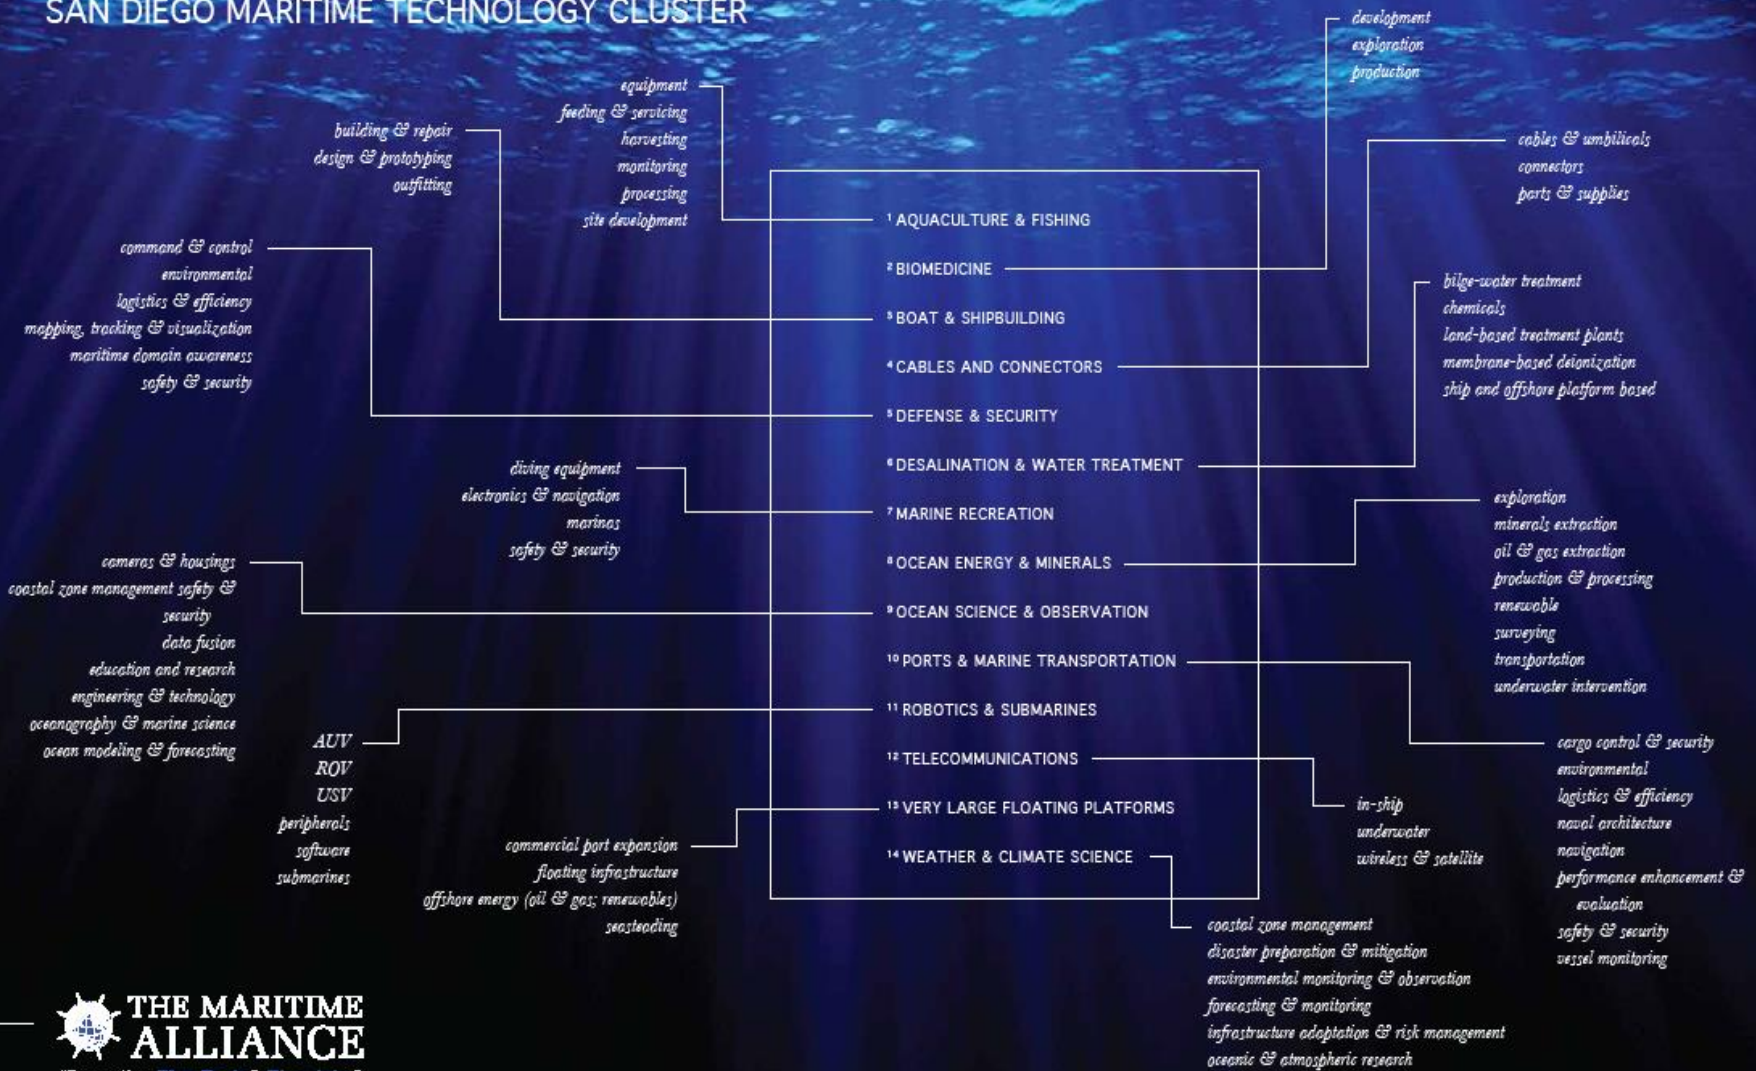 SAN DIEGO MARITIME TECHNOLOGY CLUSTER
development
exploration
production
equipment
feeding & servicing
harvesting
monitoring
processing
site development
building & repair
design & prototyping
outfitting
cables & umbilicals
connectors
parts & supplies
command & control
environmental
logistics & efficiency
mapping, tracking & visualization
maritime domain awareness
safety & security
bilge-water treatment
chemicals
land-based treatment plants
membrane-based deionization
ship and offshore platform based
1 AQUACULTURE & FISHING
2 BIOMEDICINE
3 BOAT & SHIPBUILDING
4 CABLES AND CONNECTORS
5 DEFENSE & SECURITY
6 DESALINATION & WATER TREATMENT
7 MARINE RECREATION
8 OCEAN ENERGY & MINERALS
9 OCEAN SCIENCE & OBSERVATION
10 PORTS & MARINE TRANSPORTATION
11 ROBOTICS & SUBMARINES
12 TELECOMMUNICATIONS
13 VERY LARGE FLOATING PLATFORMS
14 WEATHER & CLIMATE SCIENCE
diving equipment
electronics & navigation
marinas
safety & security
exploration
minerals extraction
oil & gas extraction
production & processing
renewable
surveying
transportation
underwater intervention
cameras & housings
coastal zone management safety &
security
data fusion
education and research
engineering & technology
oceanography & marine science
ocean modeling & forecasting
AUV
ROV
USV
peripherals
software
submarines
cargo control & security
environmental
logistics & efficiency
naval architecture
navigation
performance enhancement &
evaluation
safety & security
vessel monitoring
in-ship
underwater
wireless & satellite
commercial port expansion
floating infrastructure
offshore energy (oil & gas; renewables)
seasteading
coastal zone management
disaster preparation & mitigation
environmental monitoring & observation
forecasting & monitoring
infrastructure adaptation & risk management
oceanic & atmospheric research
THE MARITIME
ALLIANCE